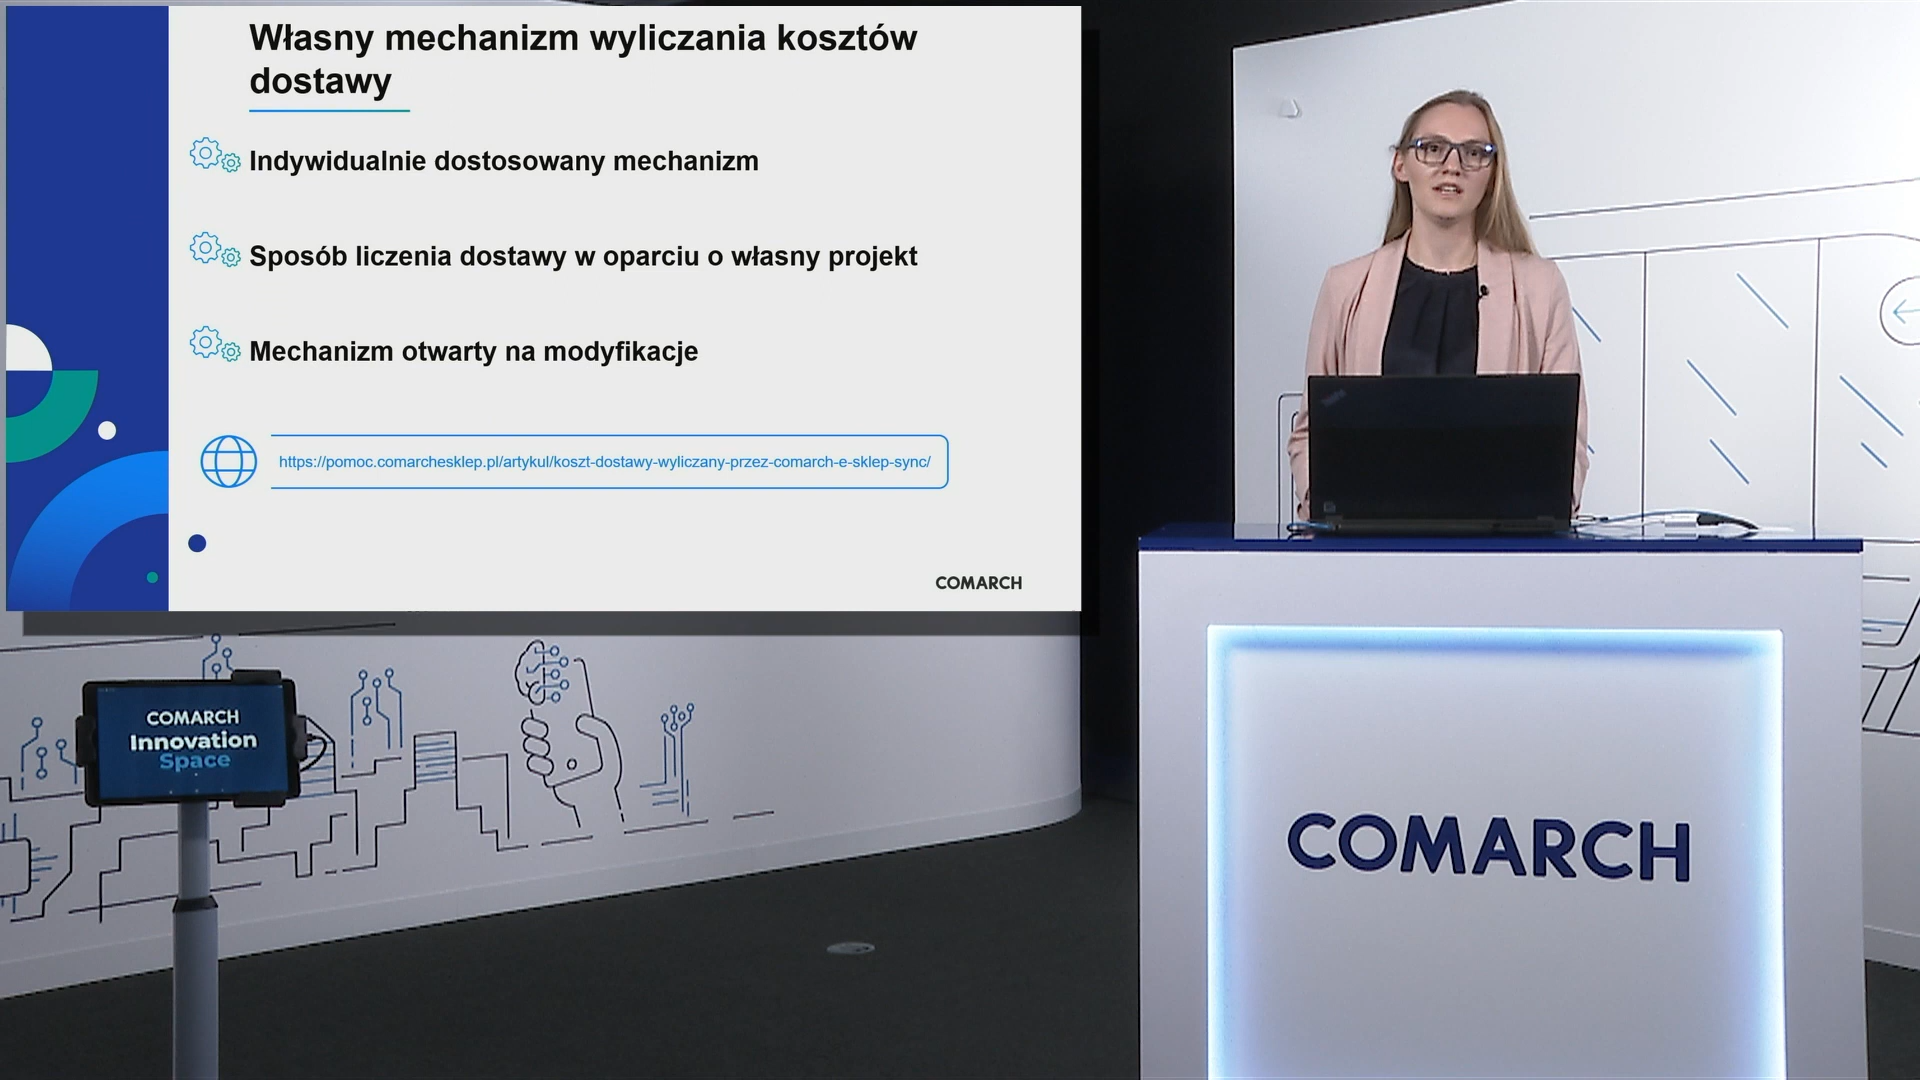 Własny mechanizm wyliczania kosztów
dostawy
Indywidualnie dostosowany mechanizm
Sposób liczenia dostawy w oparciu o własny projekt
Mechanizm otwarty na modyfikacje
https://pomoc.comarchesklep.pl/artykul/koszt-dostawy-wyliczany-przez-comarch-e-sklep-sync/
COMARCH
COMARCH
Innovation
Space
COMARCH